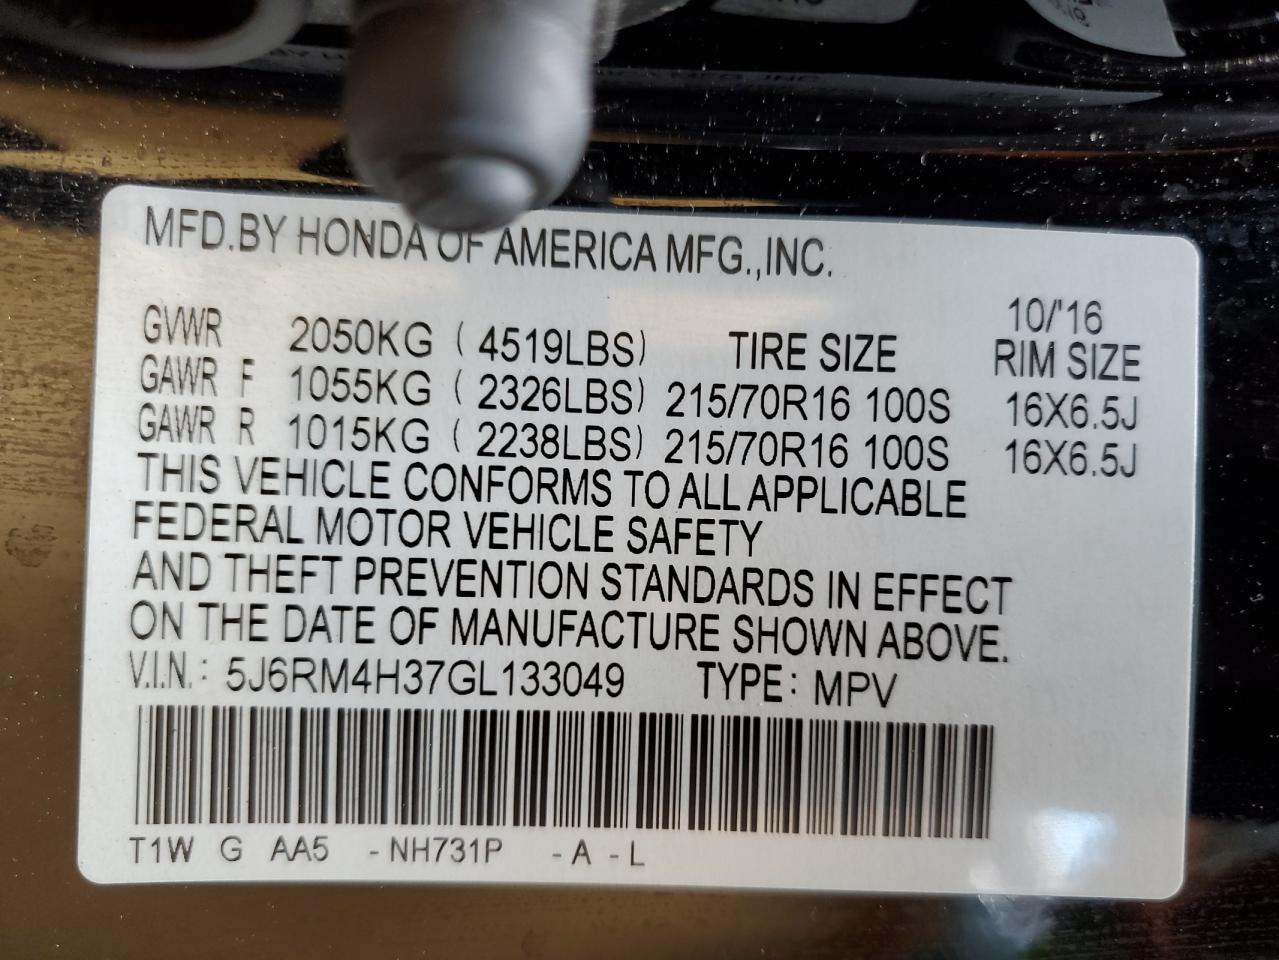 MFD.BY HONDA OF AMERICA MFG.,INC.
10/'16
GVWR 2050KG ( 4519LBS) TIRE SIZE RIM SIZE
GAWR F 1055KG ( 2326LBS) 215/70R16 100S 16X6.5J
GAWR R 1015KG ( 2238LBS) 215/70R16 100S 16X6.5J
THIS VEHICLE CONFORMS TO ALL APPLICABLE
FEDERAL MOTOR VEHICLE SAFETY
AND THEFT PREVENTION STANDARDS IN EFFECT
ON THE DATE OF MANUFACTURE SHOWN ABOVE.
V.I.N.: 5J6RM4H37GL133049 TYPE: MPV
T1W G AA5 - NH731P - A - L